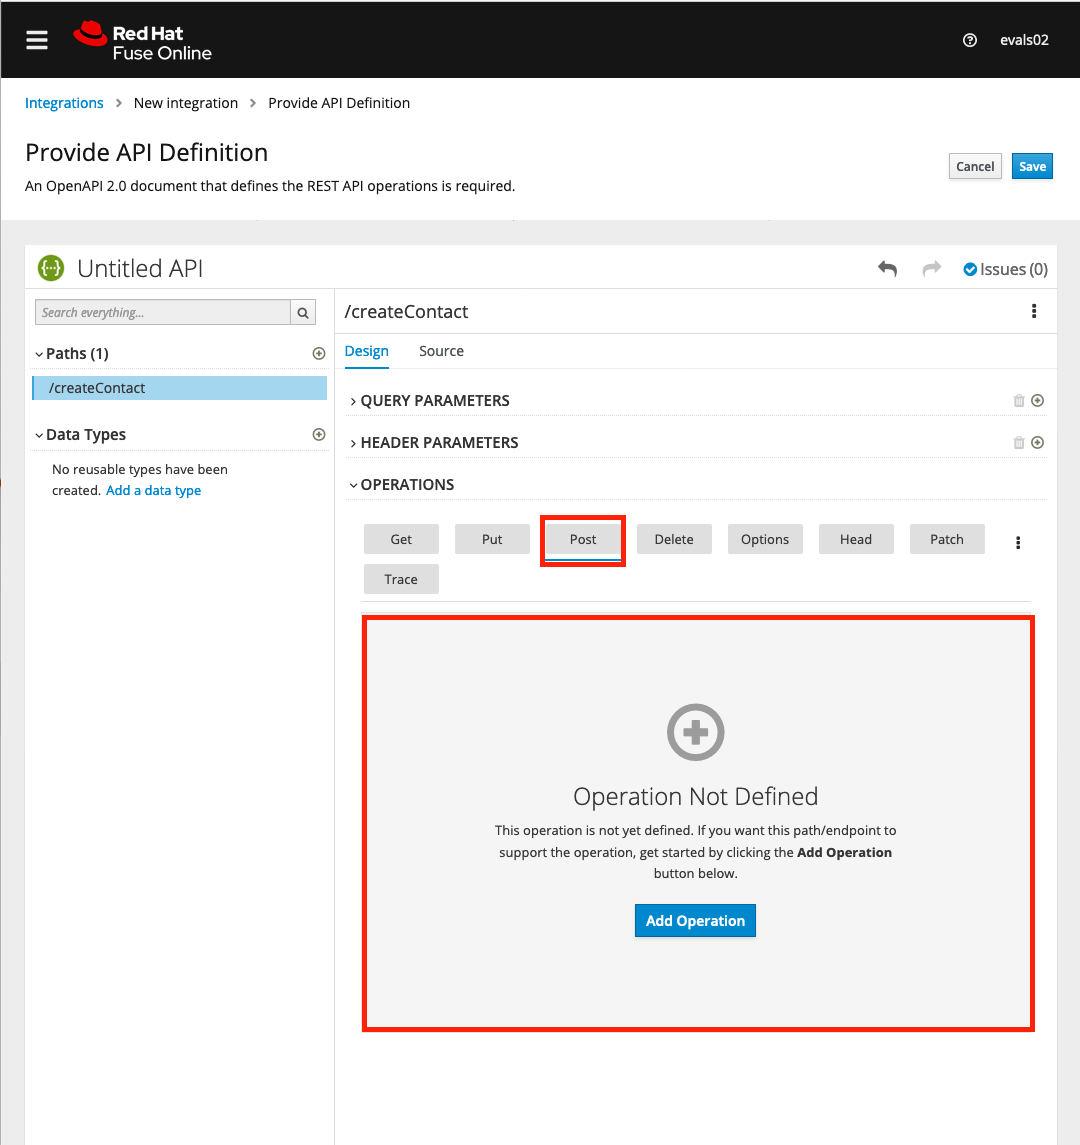 Red Hat
Fuse Online
evals02
Integrations > New integration > Provide API Definition
Provide API Definition
An OpenAPI 2.0 document that defines the REST API operations is required.
Cancel
Save
Untitled API
Issues (0)
Search everything...
Paths (1)
/createContact
Data Types
No reusable types have been
created. Add a data type
/createContact
Design
Source
QUERY PARAMETERS
HEADER PARAMETERS
OPERATIONS
Get
Put
Post
Delete
Options
Head
Patch
Trace
Operation Not Defined
This operation is not yet defined. If you want this path/endpoint to
support the operation, get started by clicking the Add Operation
button below.
Add Operation